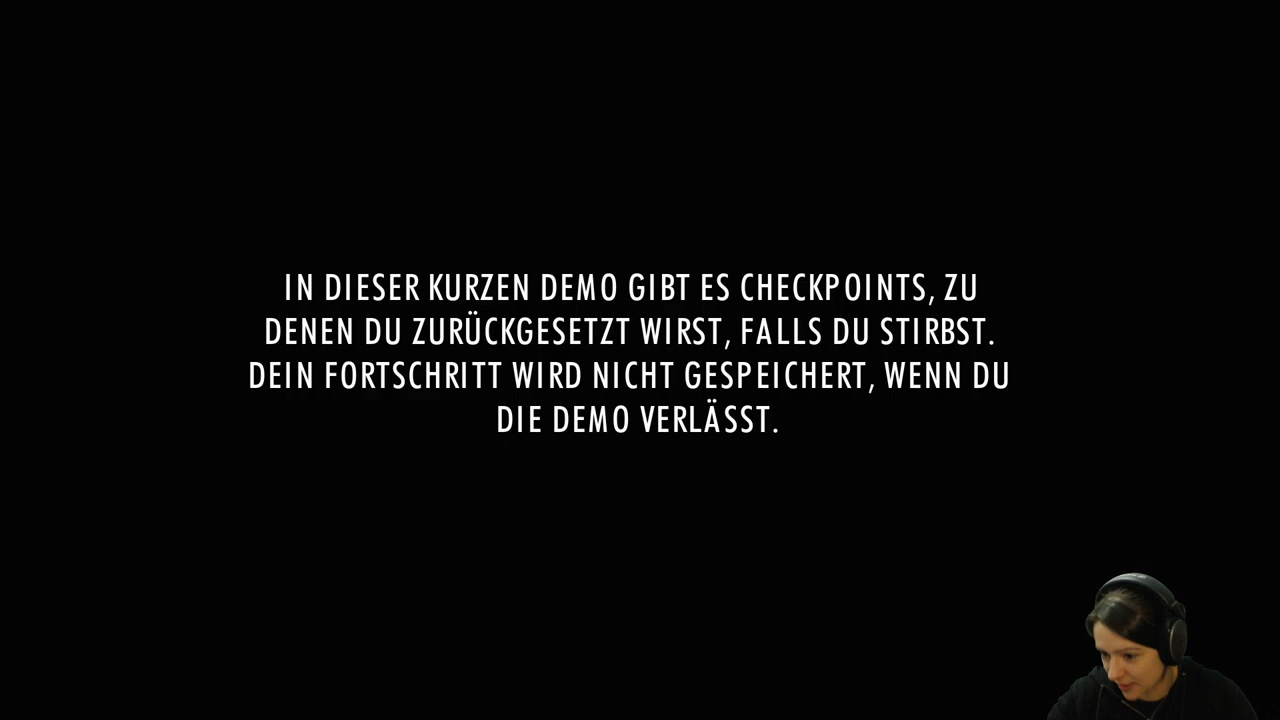 IN DIESER KURZEN DEMO GIBT ES CHECKPOINTS, ZU
DENEN DU ZURÜCKGESETZT WIRST, FALLS DU STIRBST.
DEIN FORTSCHRITT WIRD NICHT GESPEICHERT, WENN DU
DIE DEMO VERLÄSST.